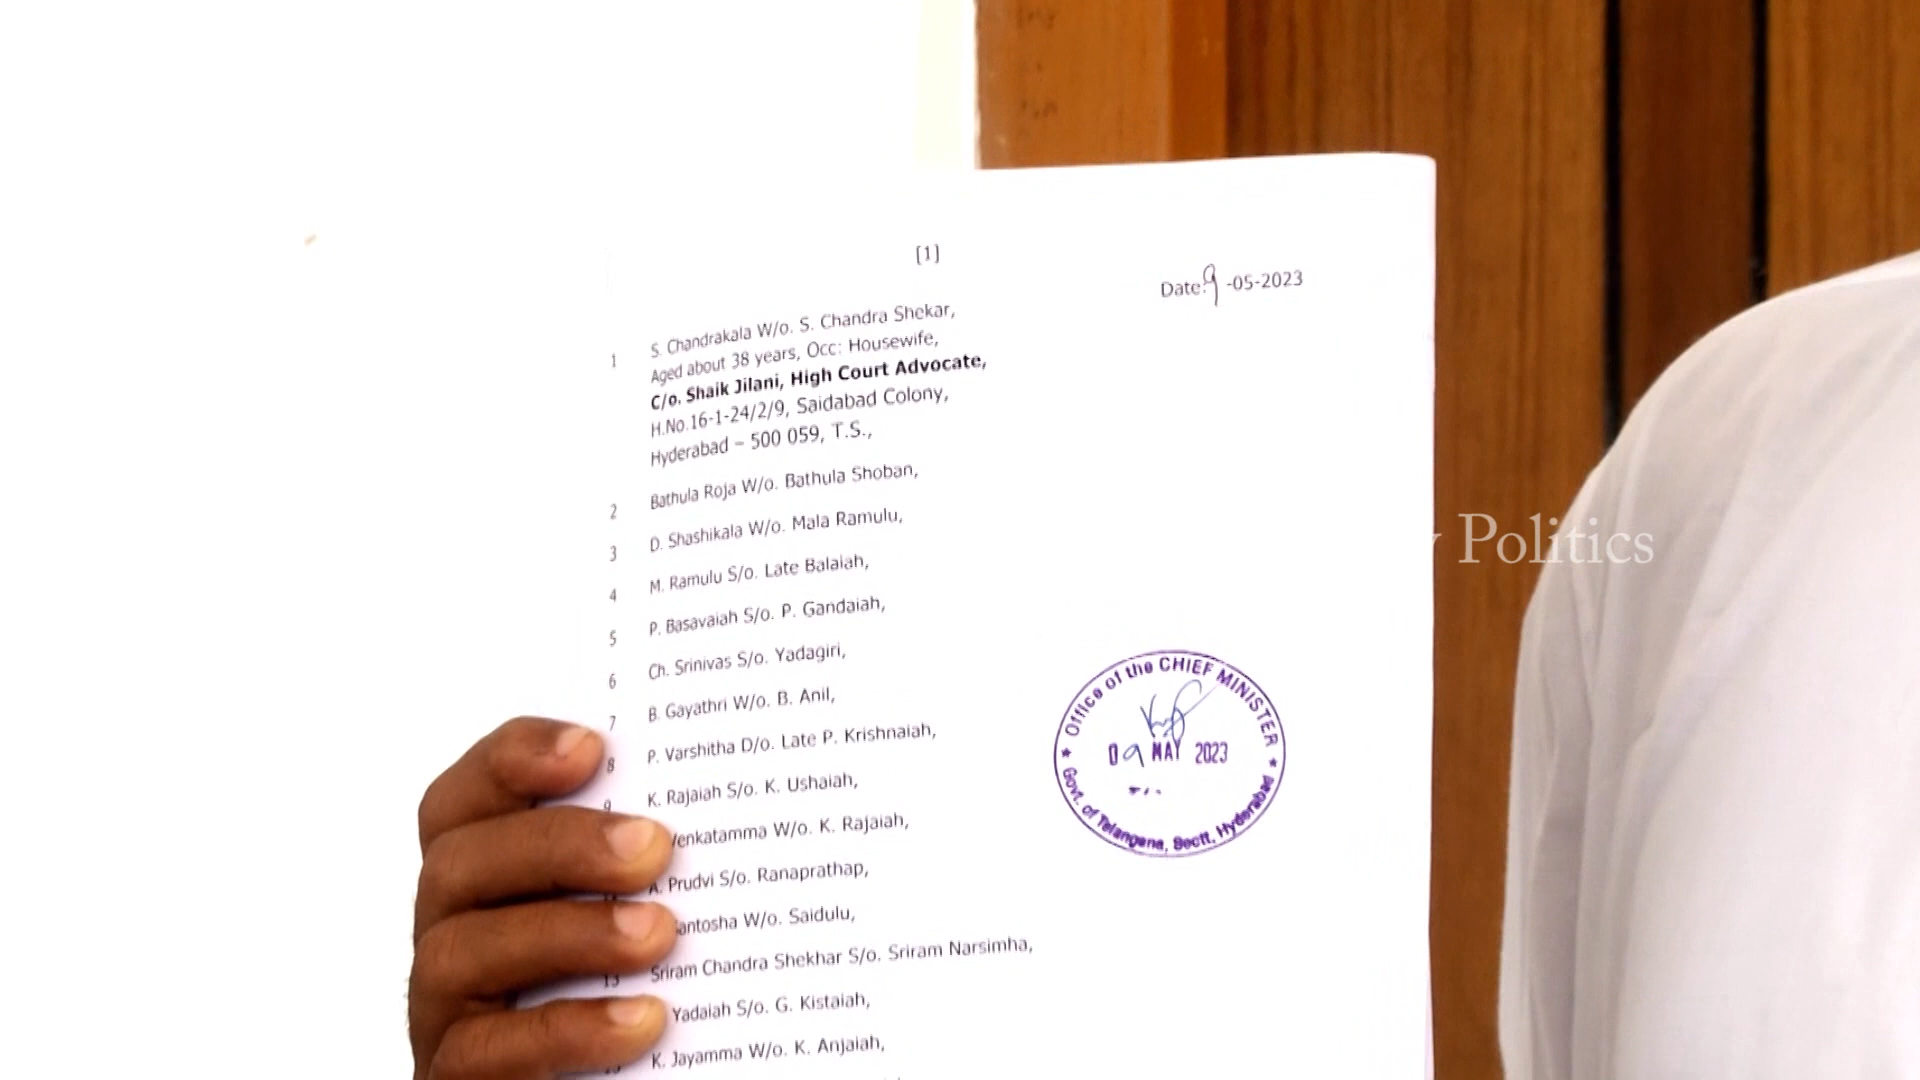 [1]
Date:9-05-2023
1 S. Chandrakala W/o. S. Chandra Shekar,
Aged about 38 years, Occ: Housewife,
C/o. Shaik Jilani, High Court Advocate,
H.No.16-1-24/2/9, Saidabad Colony,
Hyderabad – 500 059, T.S.,
2 Bathula Roja W/o. Bathula Shoban,
3 D. Shashikala W/o. Mala Ramulu,
4 M. Ramulu S/o. Late Balaiah,
5 P. Basavaiah S/o. P. Gandaiah,
6 Ch. Srinivas S/o. Yadagiri,
7 B. Gayathri W/o. B. Anil,
8 P. Varshitha D/o. Late P. Krishnaiah,
9 K. Rajaiah S/o. K. Ushaiah,
Venkatamma W/o. K. Rajaiah,
A. Prudvi S/o. Ranaprathap,
antosha W/o. Saidulu,
13 Sriram Chandra Shekhar S/o. Sriram Narsimha,
Yadaiah S/o. G. Kistaiah,
K. Jayamma W/o. K. Anjaiah,
Office of the CHIEF MINISTER
09 MAY 2023
Govt. of Telangana, Sectt, Hyderabad
Politics